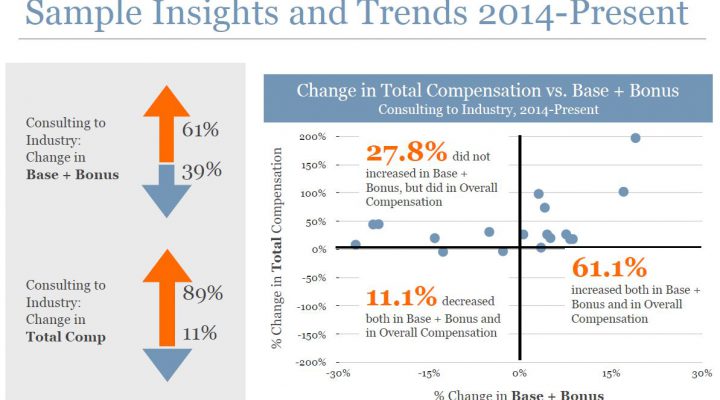 Sample Insights and Trends 2014-Present
Consulting to
Industry:
Change in
Base + Bonus
61%
39%
Consulting to
Industry:
Change in
Total Comp
89%
11%
Change in Total Compensation vs. Base + Bonus
Consulting to Industry, 2014-Present
% Change in Total Compensation
200%
150%
100%
50%
0%
-50%
-100%
-150%
-200%
27.8% did not
increased in Base +
Bonus, but did in Overall
Compensation
11.1% decreased
both in Base + Bonus and
in Overall Compensation
61.1%
increased both in Base +
Bonus and in Overall
Compensation
-30%
-15%
0%
15%
30%
% Change in Base + Bonus